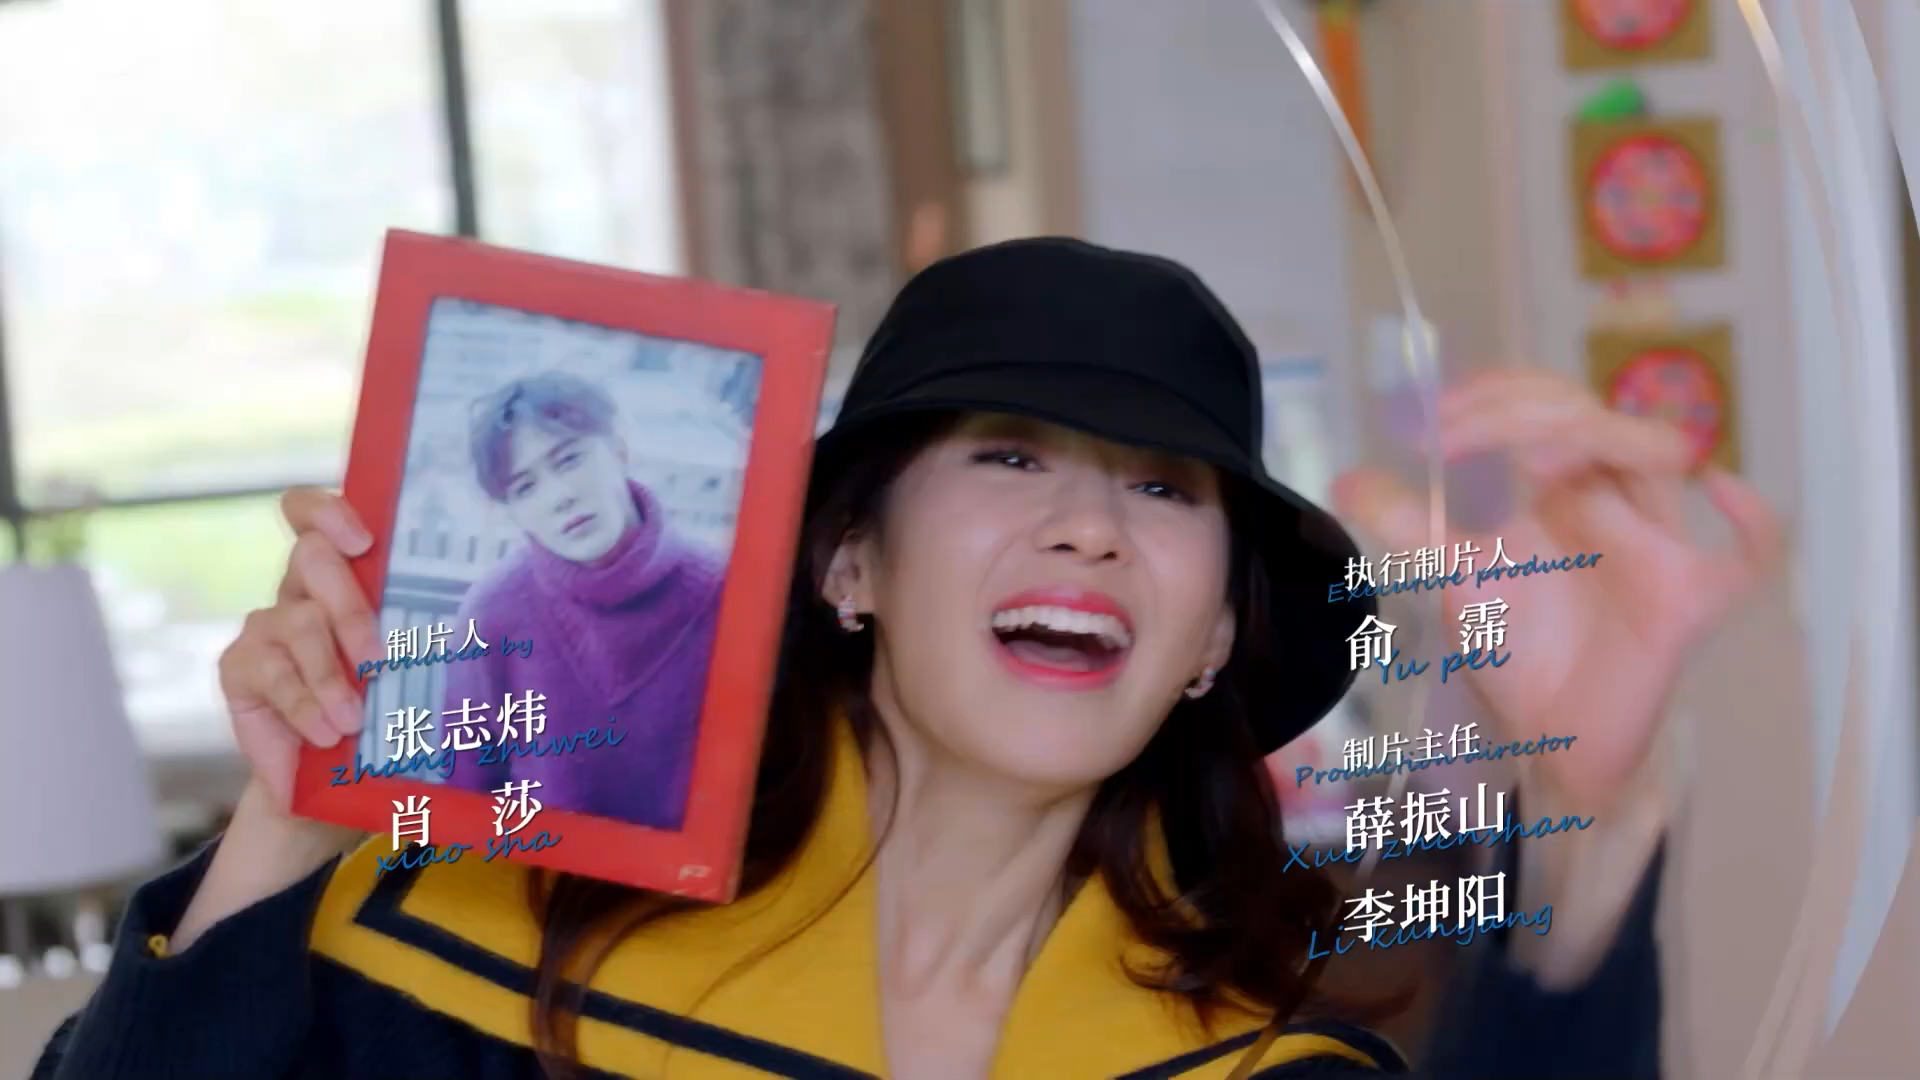 制片人
produced by
张志炜
zhang zhiwei
肖 莎
xiao sha
执行制片人
Executive producer
俞 霈
Yu pei
制片主任
Production director
薛振山
Xue zhenshan
李坤阳
Li kunyang